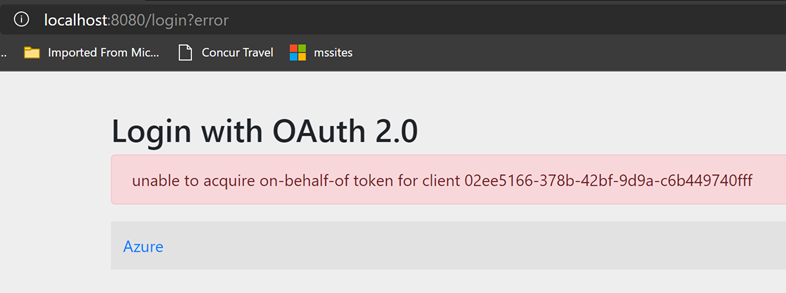 localhost:8080/login?error
.. Imported From Mic... Concur Travel mssites
Login with OAuth 2.0
unable to acquire on-behalf-of token for client 02ee5166-378b-42bf-9d9a-c6b449740fff
Azure